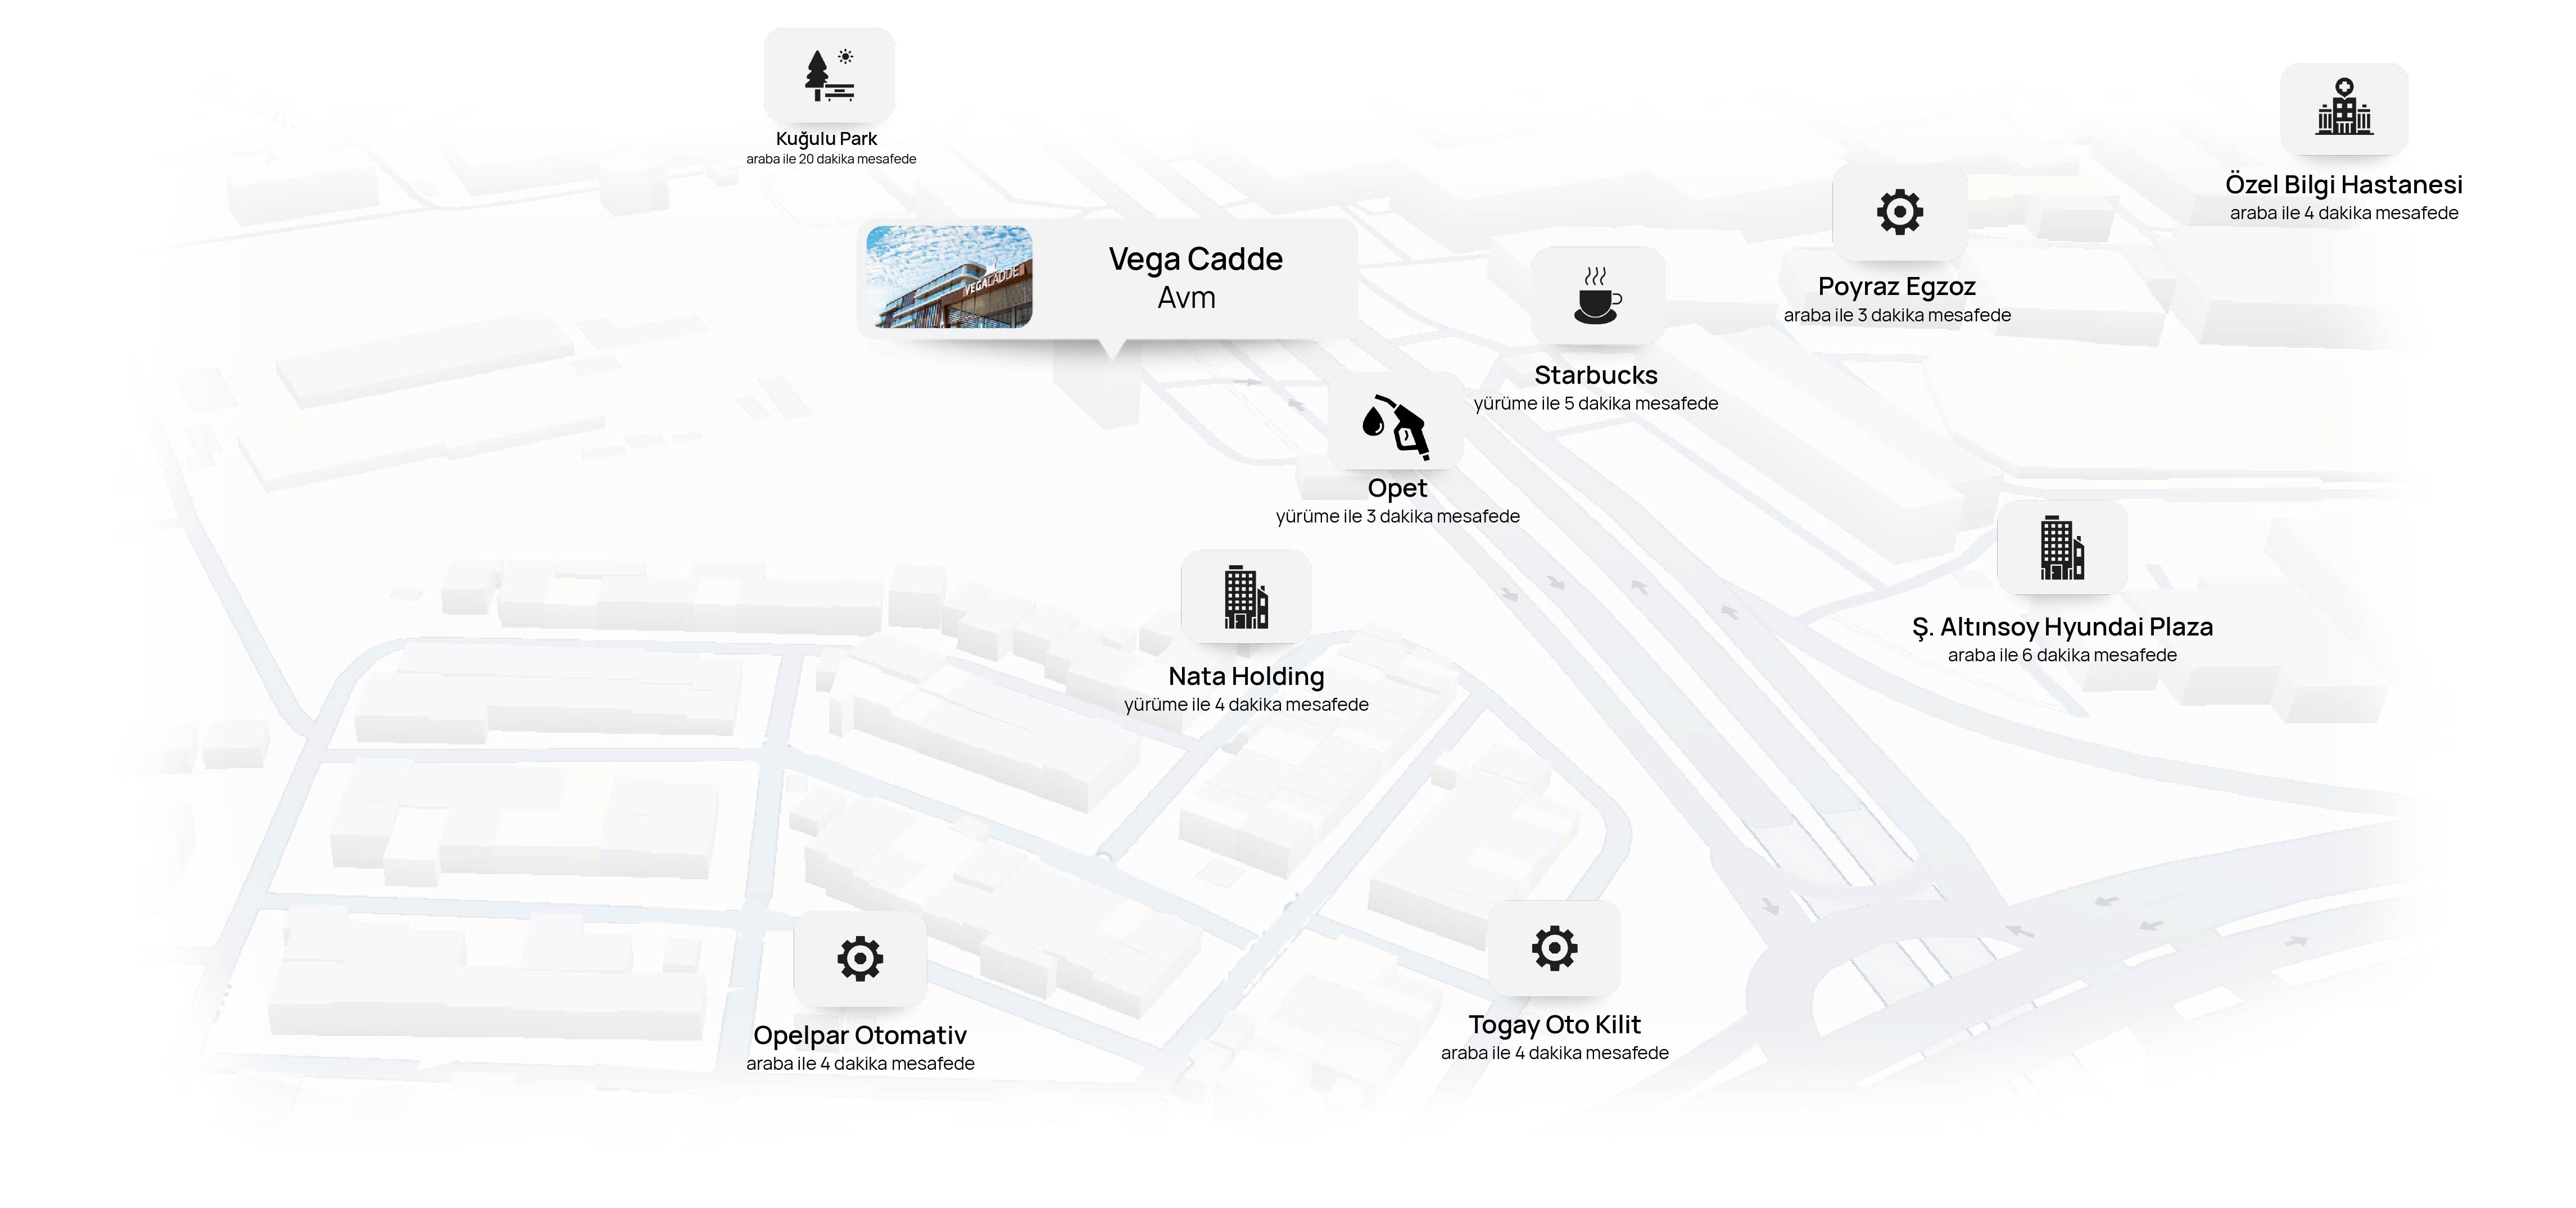 Kuğulu Park
araba ile 20 dakika mesafede
Özel Bilgi Hastanesi
araba ile 4 dakika mesafede
VEGACADDE
Vega Cadde
Avm
Poyraz Egzoz
araba ile 3 dakika mesafede
Starbucks
yürüme ile 5 dakika mesafede
Opet
yürüme ile 3 dakika mesafede
Ş. Altınsoy Hyundai Plaza
araba ile 6 dakika mesafede
Nata Holding
yürüme ile 4 dakika mesafede
Opelpar Otomativ
araba ile 4 dakika mesafede
Togay Oto Kilit
araba ile 4 dakika mesafede